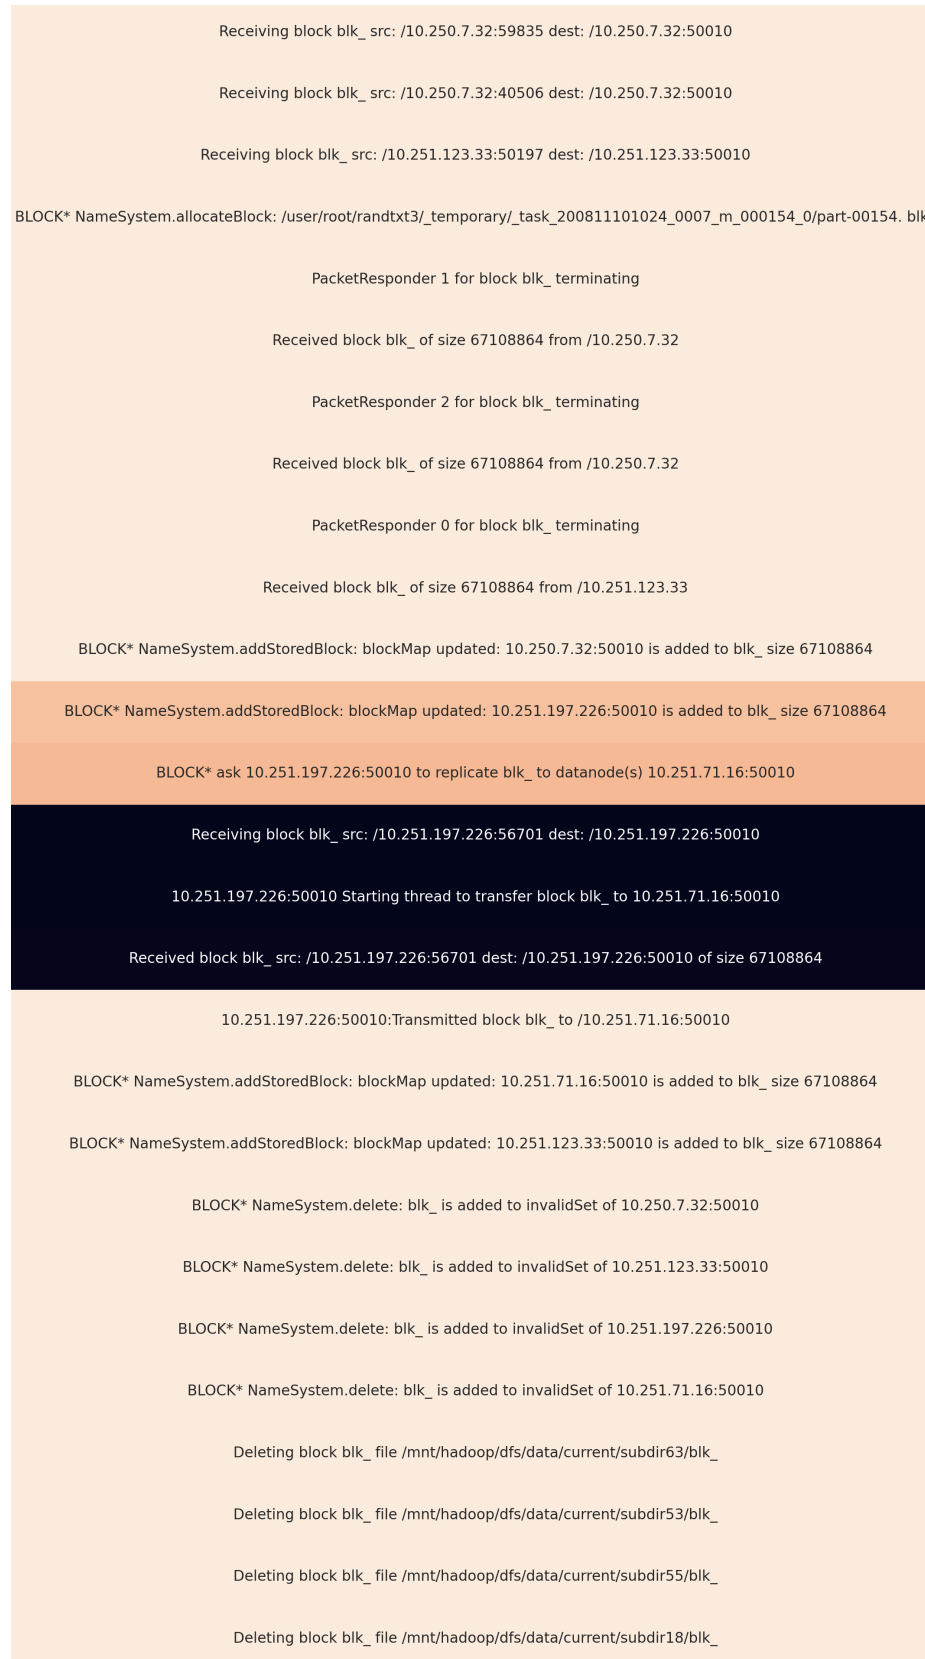 Receiving block blk_ src: /10.250.7.32:59835 dest: /10.250.7.32:50010
Receiving block blk_ src: /10.250.7.32:40506 dest: /10.250.7.32:50010
Receiving block blk_ src: /10.251.123.33:50197 dest: /10.251.123.33:50010
BLOCK* NameSystem.allocateBlock: /user/root/randtxt3/_temporary/_task_200811101024_0007_m_000154_0/part-00154. blk
PacketResponder 1 for block blk_ terminating
Received block blk_ of size 67108864 from /10.250.7.32
PacketResponder 2 for block blk_ terminating
Received block blk_ of size 67108864 from /10.250.7.32
PacketResponder 0 for block blk_ terminating
Received block blk_ of size 67108864 from /10.251.123.33
BLOCK* NameSystem.addStoredBlock: blockMap updated: 10.250.7.32:50010 is added to blk_ size 67108864
BLOCK* NameSystem.addStoredBlock: blockMap updated: 10.251.197.226:50010 is added to blk_ size 67108864
BLOCK* ask 10.251.197.226:50010 to replicate blk_ to datanode(s) 10.251.71.16:50010
Receiving block blk_ src: /10.251.197.226:56701 dest: /10.251.197.226:50010
10.251.197.226:50010 Starting thread to transfer block blk_ to 10.251.71.16:50010
Received block blk_ src: /10.251.197.226:56701 dest: /10.251.197.226:50010 of size 67108864
10.251.197.226:50010:Transmitted block blk_ to /10.251.71.16:50010
BLOCK* NameSystem.addStoredBlock: blockMap updated: 10.251.71.16:50010 is added to blk_ size 67108864
BLOCK* NameSystem.addStoredBlock: blockMap updated: 10.251.123.33:50010 is added to blk_ size 67108864
BLOCK* NameSystem.delete: blk_ is added to invalidSet of 10.250.7.32:50010
BLOCK* NameSystem.delete: blk_ is added to invalidSet of 10.251.123.33:50010
BLOCK* NameSystem.delete: blk_ is added to invalidSet of 10.251.197.226:50010
BLOCK* NameSystem.delete: blk_ is added to invalidSet of 10.251.71.16:50010
Deleting block blk_ file /mnt/hadoop/dfs/data/current/subdir63/blk_
Deleting block blk_ file /mnt/hadoop/dfs/data/current/subdir53/blk_
Deleting block blk_ file /mnt/hadoop/dfs/data/current/subdir55/blk_
Deleting block blk_ file /mnt/hadoop/dfs/data/current/subdir18/blk_